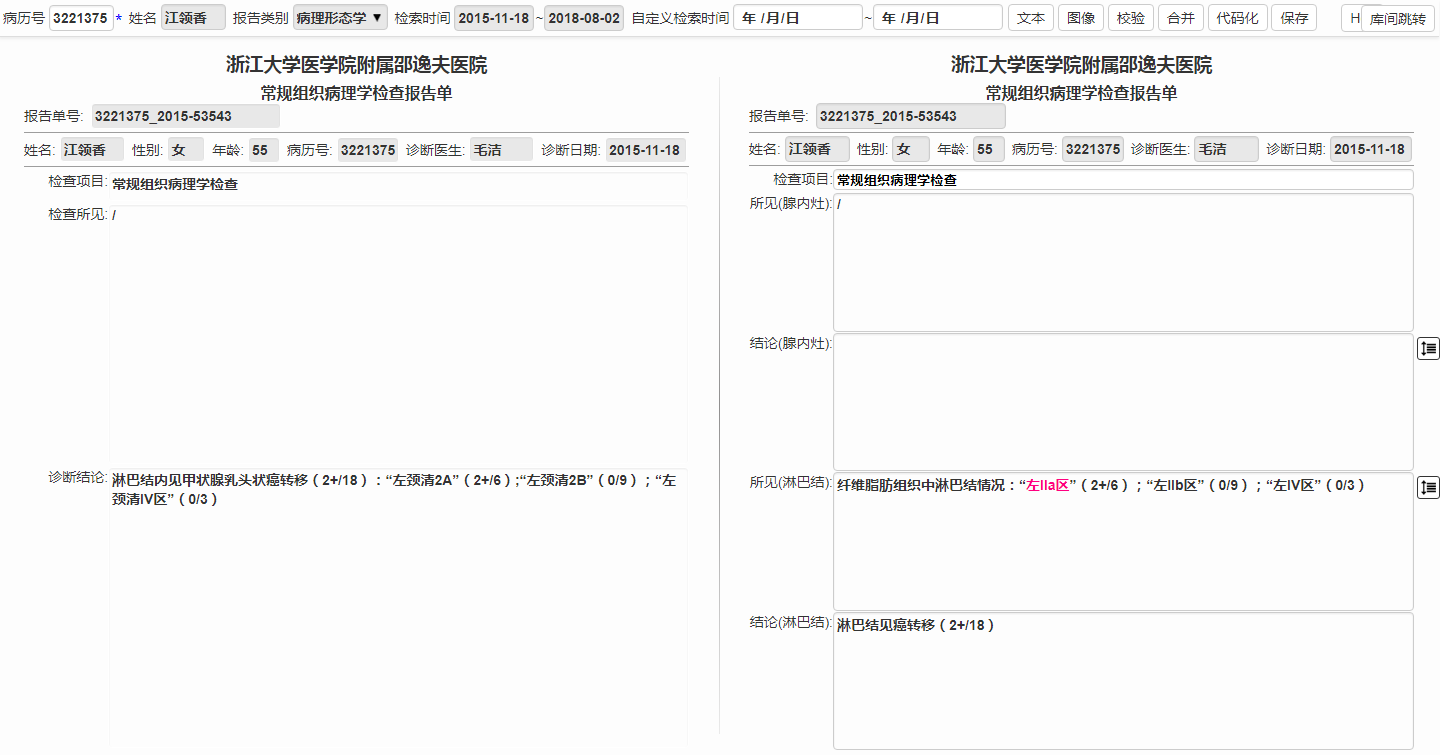 病历号 3221375 * 姓名 江领香 报告类别 病理形态学 ▼ 检索时间 2015-11-18 ~ 2018-08-02 自定义检索时间 年 /月/日 ~ 年 /月/日 文本 图像 校验 合并 代码化 保存 H 库间跳转
浙江大学医学院附属邵逸夫医院
常规组织病理学检查报告单
报告单号: 3221375_2015-53543
姓名: 江领香 性别: 女 年龄: 55 病历号: 3221375 诊断医生: 毛洁 诊断日期: 2015-11-18
检查项目: 常规组织病理学检查
检查所见: /
诊断结论: 淋巴结内见甲状腺乳头状癌转移（2+/18）：“左颈清2A”（2+/6）;“左颈清2B”（0/9）；“左
颈清IV区”（0/3）
浙江大学医学院附属邵逸夫医院
常规组织病理学检查报告单
报告单号: 3221375_2015-53543
姓名: 江领香 性别: 女 年龄: 55 病历号: 3221375 诊断医生: 毛洁 诊断日期: 2015-11-18
检查项目: 常规组织病理学检查
所见(腺内灶): /
结论(腺内灶):
所见(淋巴结): 纤维脂肪组织中淋巴结情况：“左IIa区”（2+/6）；“左IIb区”（0/9）；“左IV区”（0/3）
结论(淋巴结): 淋巴结见癌转移（2+/18）